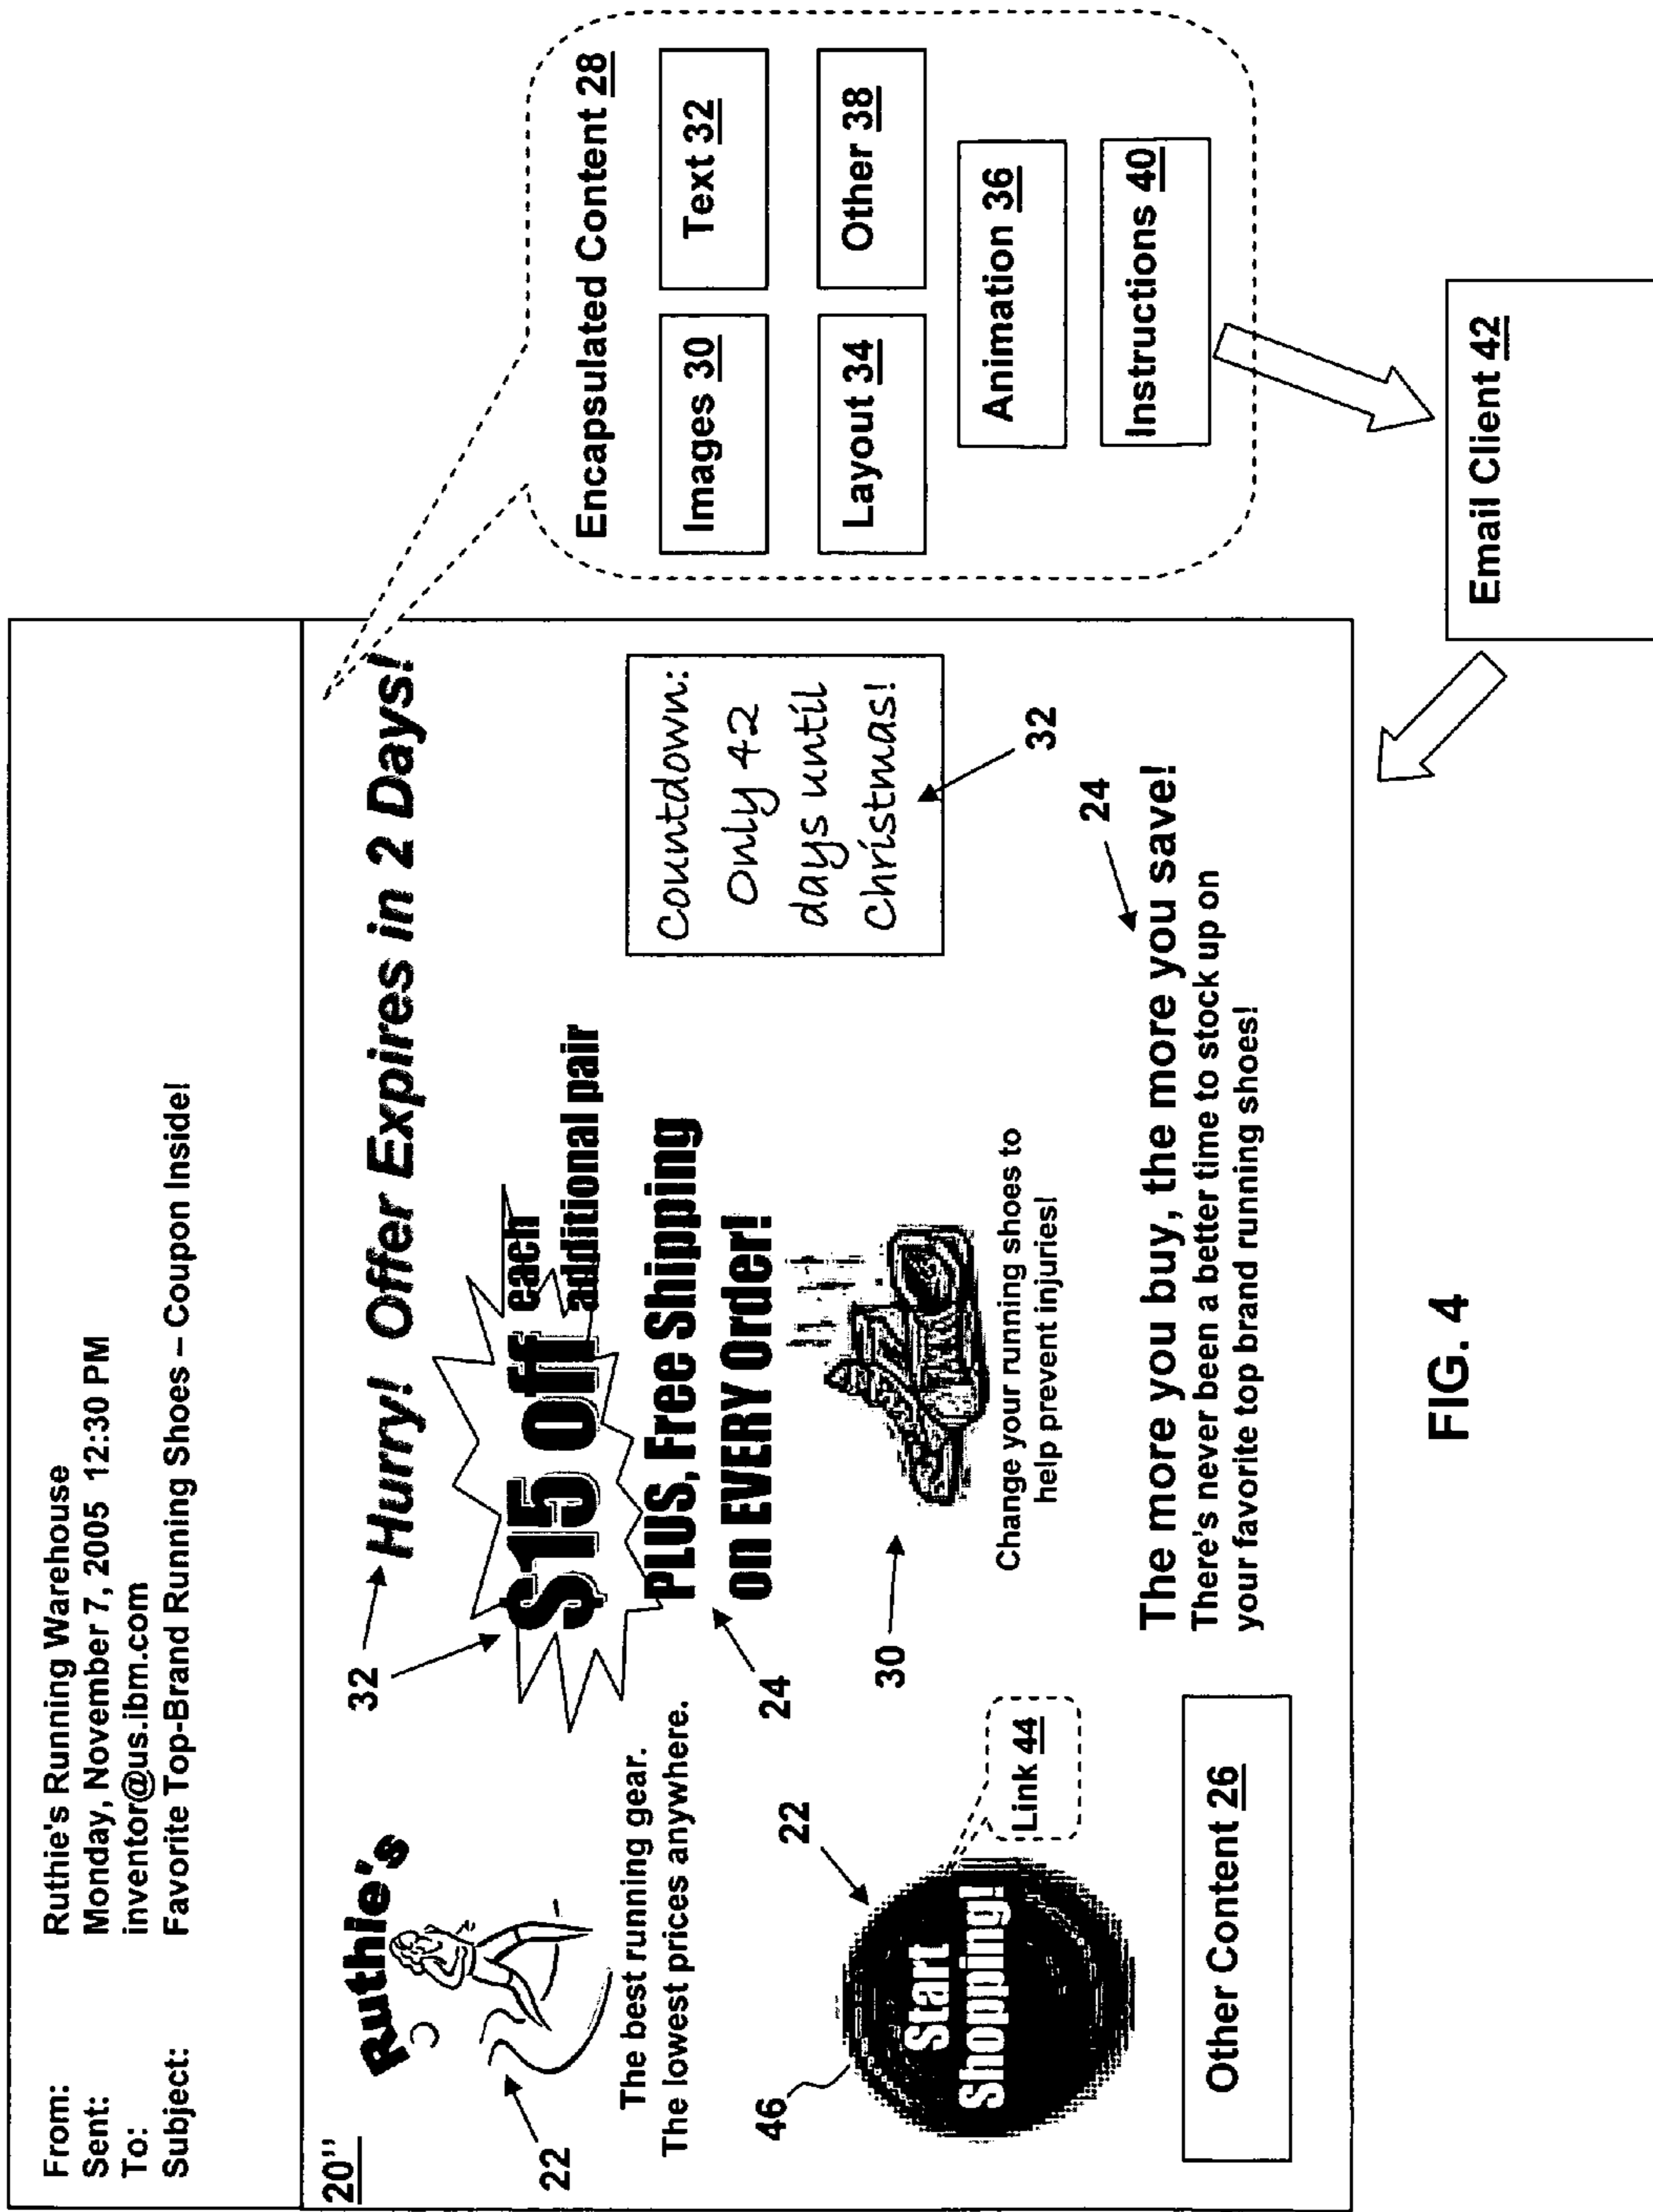 From: Ruthie's Running Warehouse
Sent: Monday, November 7, 2005 12:30 PM
To: inventor@us.ibm.com
Subject: Favorite Top-Brand Running Shoes – Coupon Inside!
20''
Ruthie's
22
The best running gear.
The lowest prices anywhere.
32
Hurry! Offer Expires in 2 Days!
32
$15 off each
additional pair
PLUS, Free Shipping
on EVERY Order!
24
Countdown:
Only 42
days until
Christmas!
32
46
Start
Shopping!
22
Link 44
30
Change your running shoes to
help prevent injuries!
24
The more you buy, the more you save!
There's never been a better time to stock up on
your favorite top brand running shoes!
Other Content 26
Encapsulated Content 28
Images 30
Text 32
Layout 34
Other 38
Animation 36
Instructions 40
Email Client 42
FIG. 4